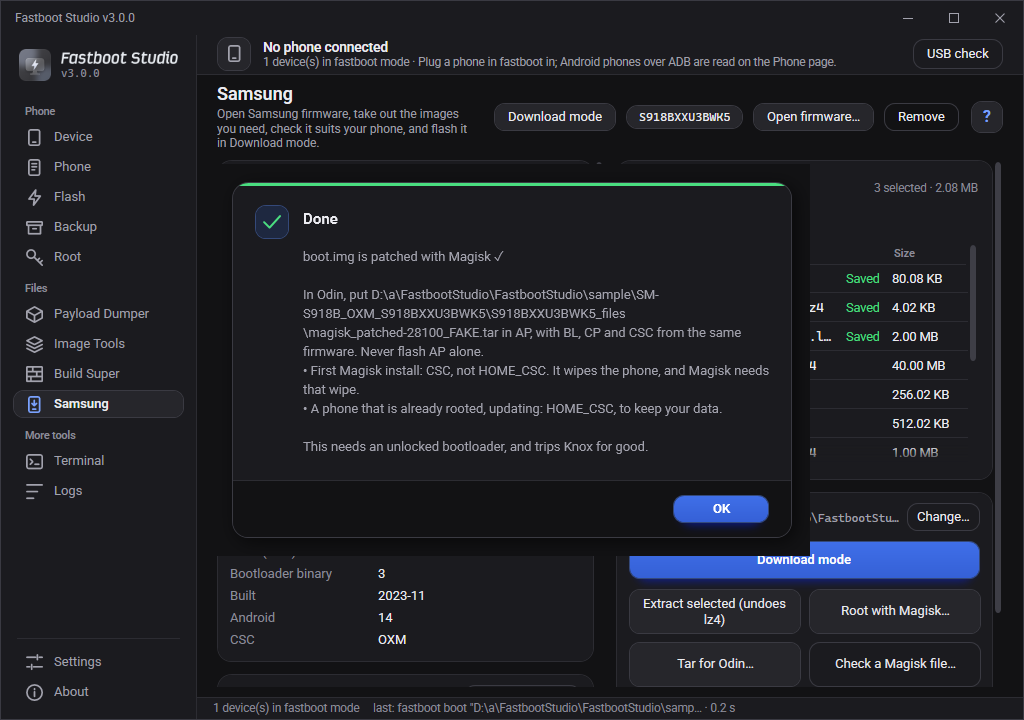 Fastboot Studio v3.0.0
Fastboot Studio
v3.0.0
Phone
Device
Phone
Flash
Backup
Root
Files
Payload Dumper
Image Tools
Build Super
Samsung
More tools
Terminal
Logs
Settings
About
No phone connected
1 device(s) in fastboot mode · Plug a phone in fastboot in; Android phones over ADB are read on the Phone page.
USB check
Samsung
Open Samsung firmware, take out the images
you need, check it suits your phone, and flash it
in Download mode.
Download mode
S918BXXU3BWK5
Open firmware...
Remove
?
3 selected · 2.08 MB
Size
Saved 80.08 KB
z4 Saved 4.02 KB
.l... Saved 2.00 MB
40.00 MB
256.02 KB
512.02 KB
1.00 MB
Done
boot.img is patched with Magisk ✓
In Odin, put D:\a\FastbootStudio\FastbootStudio\sample\SM-
S918B_OXM_S918BXXU3BWK5\S918BXXU3BWK5_files
\magisk_patched-28100_FAKE.tar in AP, with BL, CP and CSC from the same
firmware. Never flash AP alone.
• First Magisk install: CSC, not HOME_CSC. It wipes the phone, and Magisk needs
that wipe.
• A phone that is already rooted, updating: HOME_CSC, to keep your data.
This needs an unlocked bootloader, and trips Knox for good.
OK
Bootloader binary 3
Built 2023-11
Android 14
CSC OXM
\FastbootStu...
Change...
Download mode
Extract selected (undoes
lz4)
Root with Magisk...
Tar for Odin...
Check a Magisk file...
1 device(s) in fastboot mode last: fastboot boot "D:\a\FastbootStudio\FastbootStudio\samp... · 0.2 s